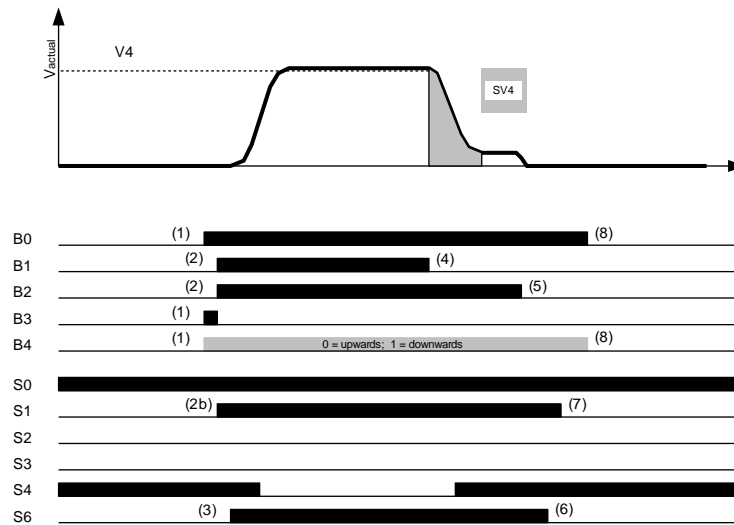 V4
Vactual
SV4
B0 (1) (8)
B1 (2) (4)
B2 (2) (5)
B3 (1)
B4 (1) 0 = upwards; 1 = downwards (8)
S0
S1 (2b) (7)
S2
S3
S4
S6 (3) (6)